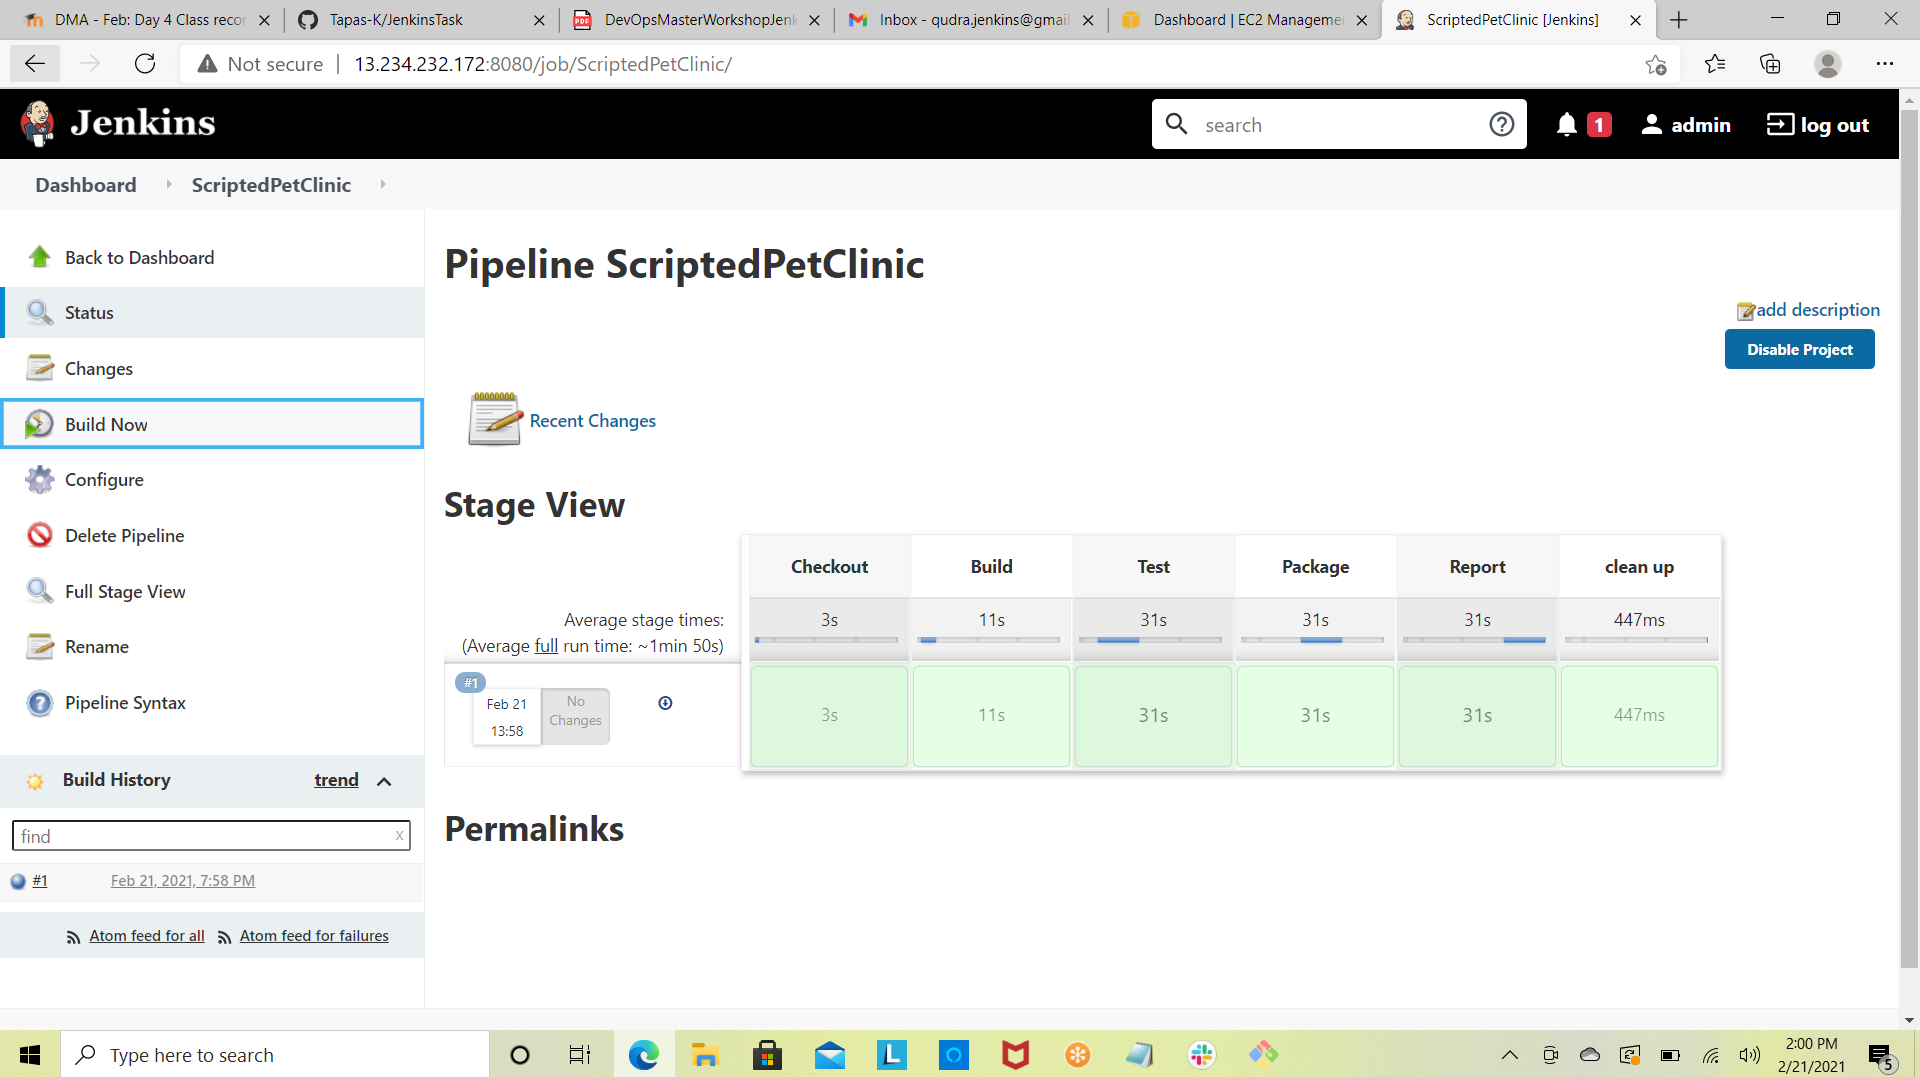 DMA - Feb: Day 4 Class recor
Tapas-K/JenkinsTask
DevOpsMasterWorkshopJenk
Inbox - qudra.jenkins@gmail
Dashboard | EC2 Manageme
ScriptedPetClinic [Jenkins]
Not secure | 13.234.232.172:8080/job/ScriptedPetClinic/
Jenkins
search
1
admin
log out
Dashboard
ScriptedPetClinic
Back to Dashboard
Status
Changes
Build Now
Configure
Delete Pipeline
Full Stage View
Rename
Pipeline Syntax
Build History
trend
find
x
#1
Feb 21, 2021, 7:58 PM
Atom feed for all
Atom feed for failures
Pipeline ScriptedPetClinic
add description
Disable Project
Recent Changes
Stage View
Checkout Build Test Package Report clean up
Average stage times:
(Average full run time: ~1min 50s)
3s 11s 31s 31s 31s 447ms
#1
Feb 21
13:58
No
Changes
3s 11s 31s 31s 31s 447ms
Permalinks
Type here to search
L
2:00 PM
2/21/2021
5